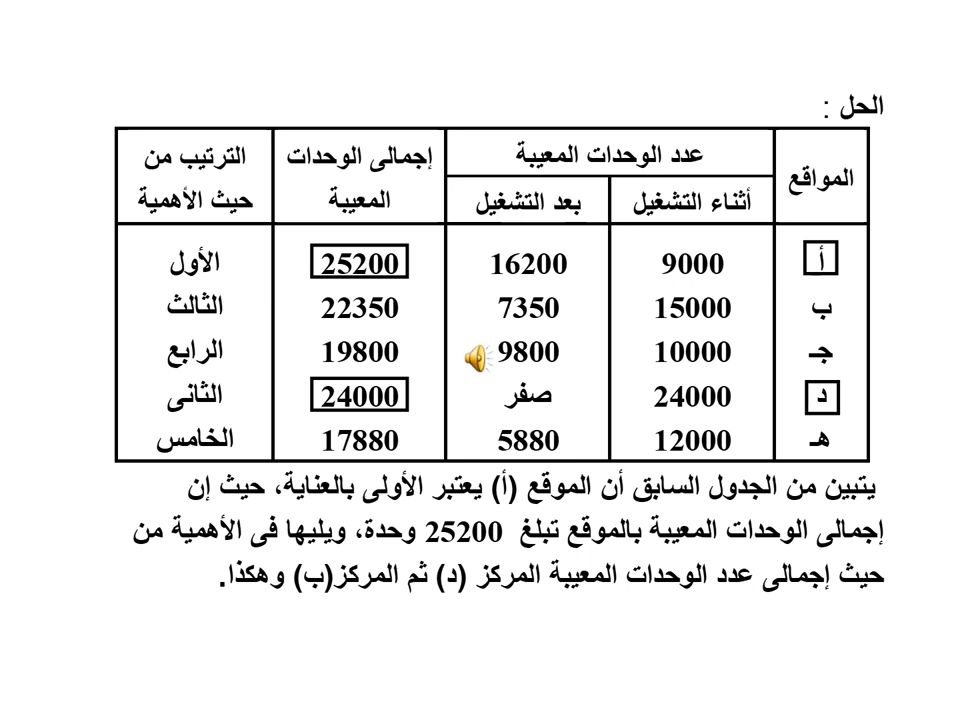 الحل :
المواقع عدد الوحدات المعيبة إجمالى الوحدات المعيبة الترتيب من حيث الأهمية
أثناء التشغيل بعد التشغيل
أ 9000 16200 25200 الأول
ب 15000 7350 22350 الثالث
جـ 10000 9800 19800 الرابع
د 24000 صفر 24000 الثانى
هـ 12000 5880 17880 الخامس
يتبين من الجدول السابق أن الموقع (أ) يعتبر الأولى بالعناية، حيث إن
إجمالى الوحدات المعيبة بالموقع تبلغ 25200 وحدة، ويليها فى الأهمية من
حيث إجمالى عدد الوحدات المعيبة المركز (د) ثم المركز(ب) وهكذا.